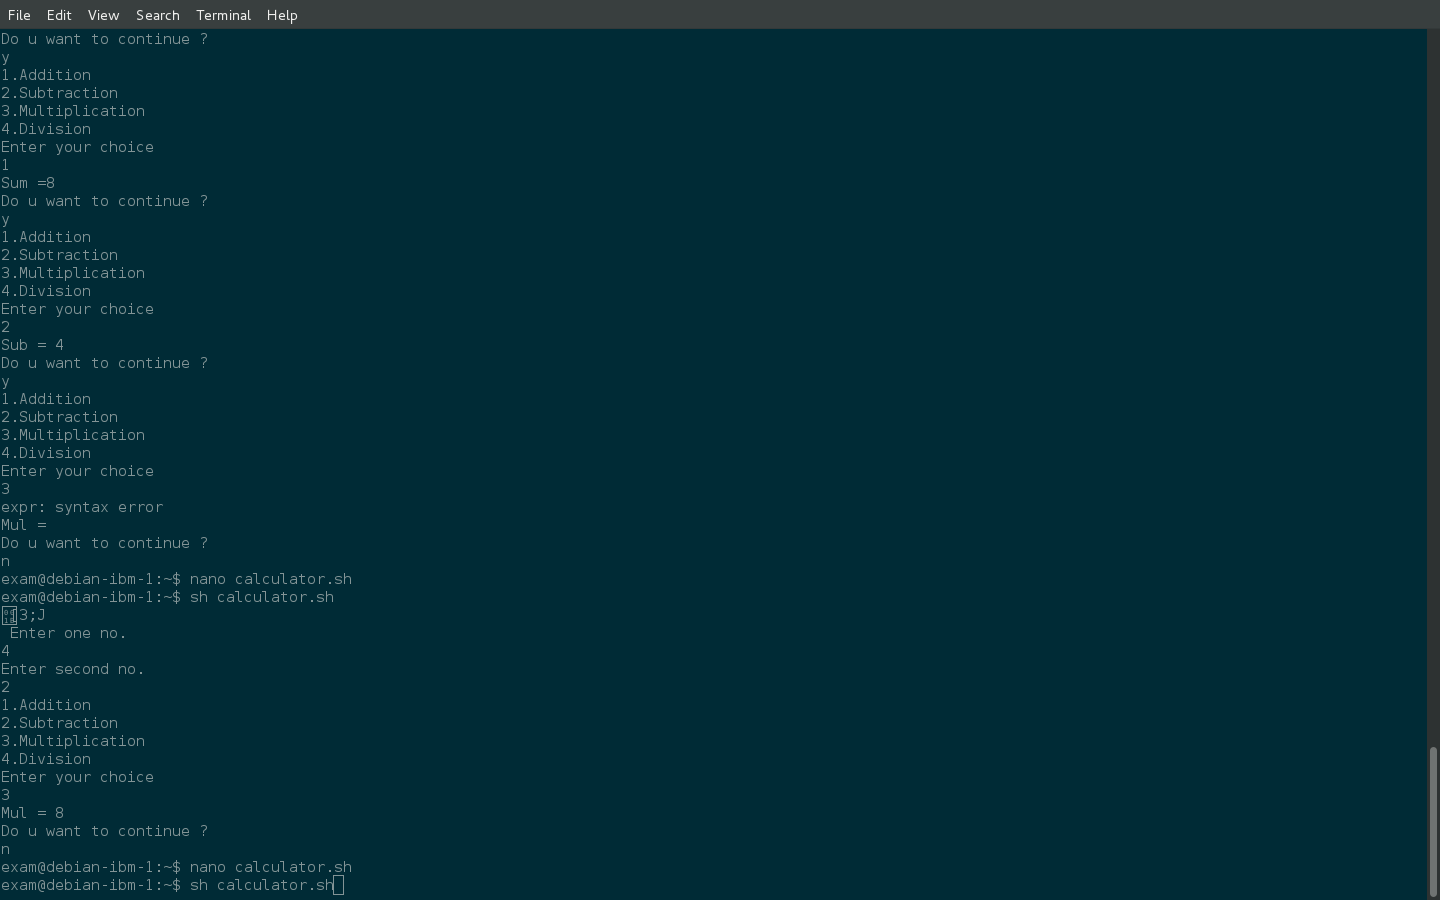 File Edit View Search Terminal Help
Do u want to continue ?
y
1.Addition
2.Subtraction
3.Multiplication
4.Division
Enter your choice
1
Sum =8
Do u want to continue ?
y
1.Addition
2.Subtraction
3.Multiplication
4.Division
Enter your choice
2
Sub = 4
Do u want to continue ?
y
1.Addition
2.Subtraction
3.Multiplication
4.Division
Enter your choice
3
expr: syntax error
Mul =
Do u want to continue ?
n
exam@debian-ibm-1:~$ nano calculator.sh
exam@debian-ibm-1:~$ sh calculator.sh
3;J
Enter one no.
4
Enter second no.
2
1.Addition
2.Subtraction
3.Multiplication
4.Division
Enter your choice
3
Mul = 8
Do u want to continue ?
n
exam@debian-ibm-1:~$ nano calculator.sh
exam@debian-ibm-1:~$ sh calculator.sh